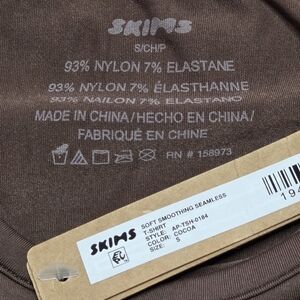 SKIMS
S/CH/P
93% NYLON 7% ELASTANE
93% NYLON 7% ÉLASTHANNE
93% NAILON 7% ELASTANO
MADE IN CHINA/HECHO EN CHINA/
FABRIQUÉ EN CHINE
RN # 158973
SKIMS
SOFT SMOOTHING SEAMLESS
T-SHIRT
STYLE: AP-TSH-0184
COLOR: COCOA
SIZE: S